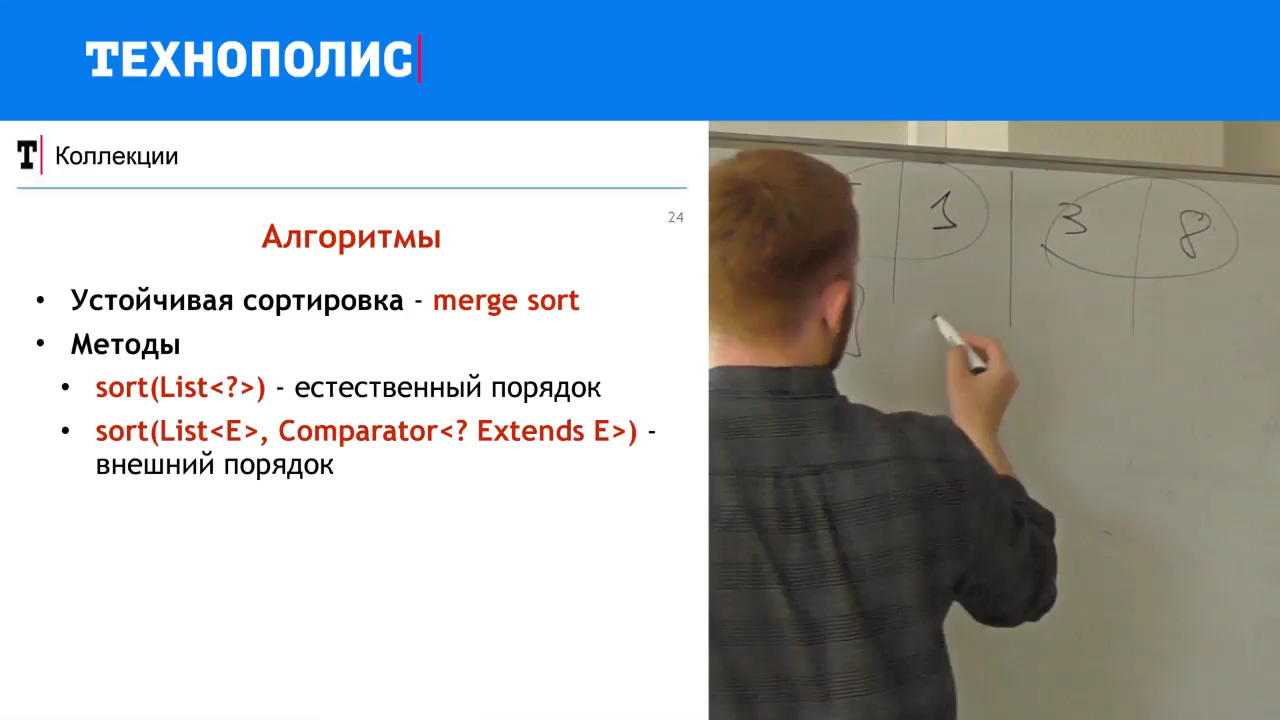 ТЕХНОПОЛИС
T Коллекции
24
Алгоритмы
• Устойчивая сортировка - merge sort
• Методы
• sort(List<?>) - естественный порядок
• sort(List<E>, Comparator<? Extends E>) -
внешний порядок
1 3 8